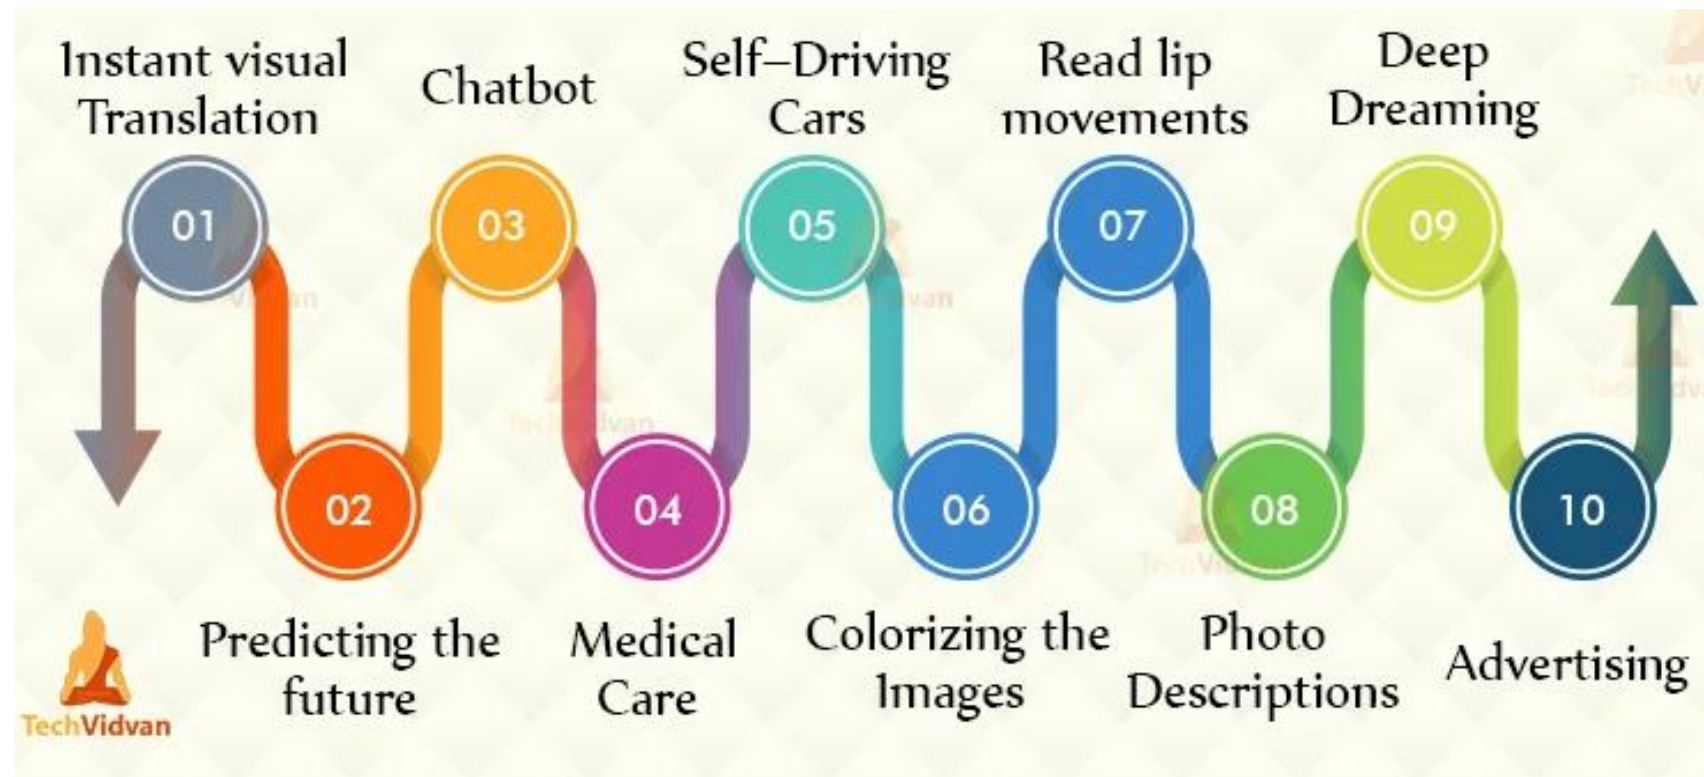 Instant visual
Translation
01
Predicting the
future
02
Chatbot
03
Medical
Care
04
Self–Driving
Cars
05
Colorizing the
Images
06
Read lip
movements
07
Photo
Descriptions
08
Deep
Dreaming
09
Advertising
10
TechVidvan